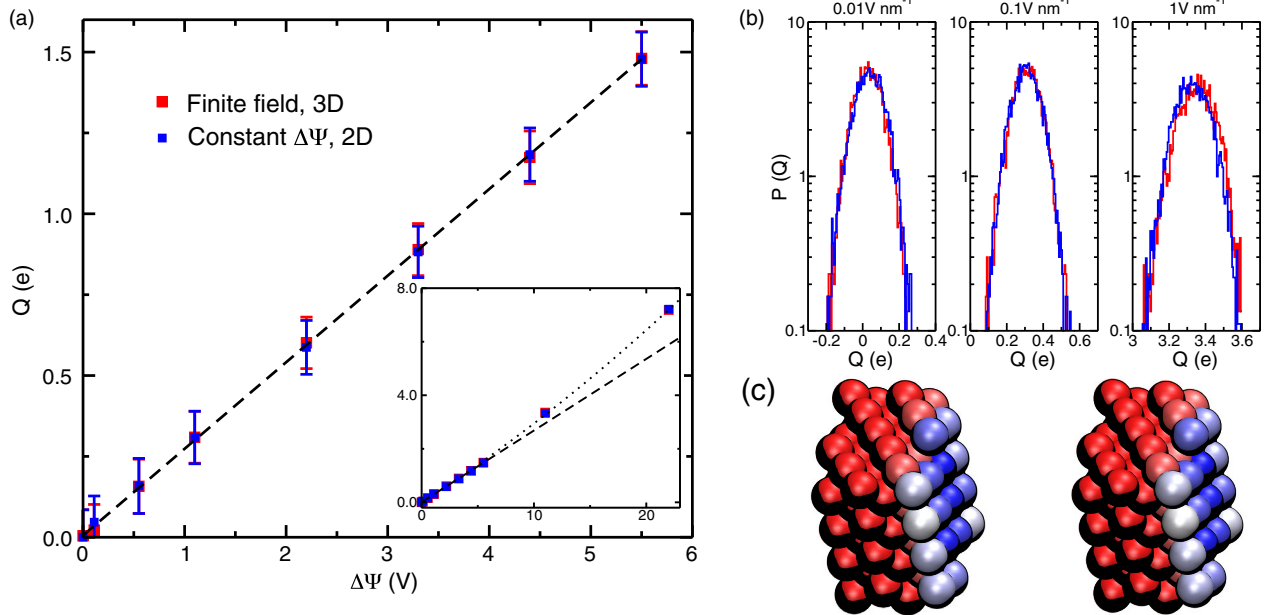 (a)
1.5
1.0
0.5
0.0
Q (e)
Finite field, 3D
Constant ΔΨ, 2D
8.0
4.0
0.0
0
10
20
0
1
2
3
4
5
6
ΔΨ (V)
(b)
0.01V nm⁻¹
0.1V nm⁻¹
1V nm⁻¹
P (Q)
10
1
0.1
-0.2
0
0.2
0.4
Q (e)
10
1
0.1
0
0.2
0.4
0.6
Q (e)
10
1
0.1
3
3.2
3.4
3.6
Q (e)
(c)